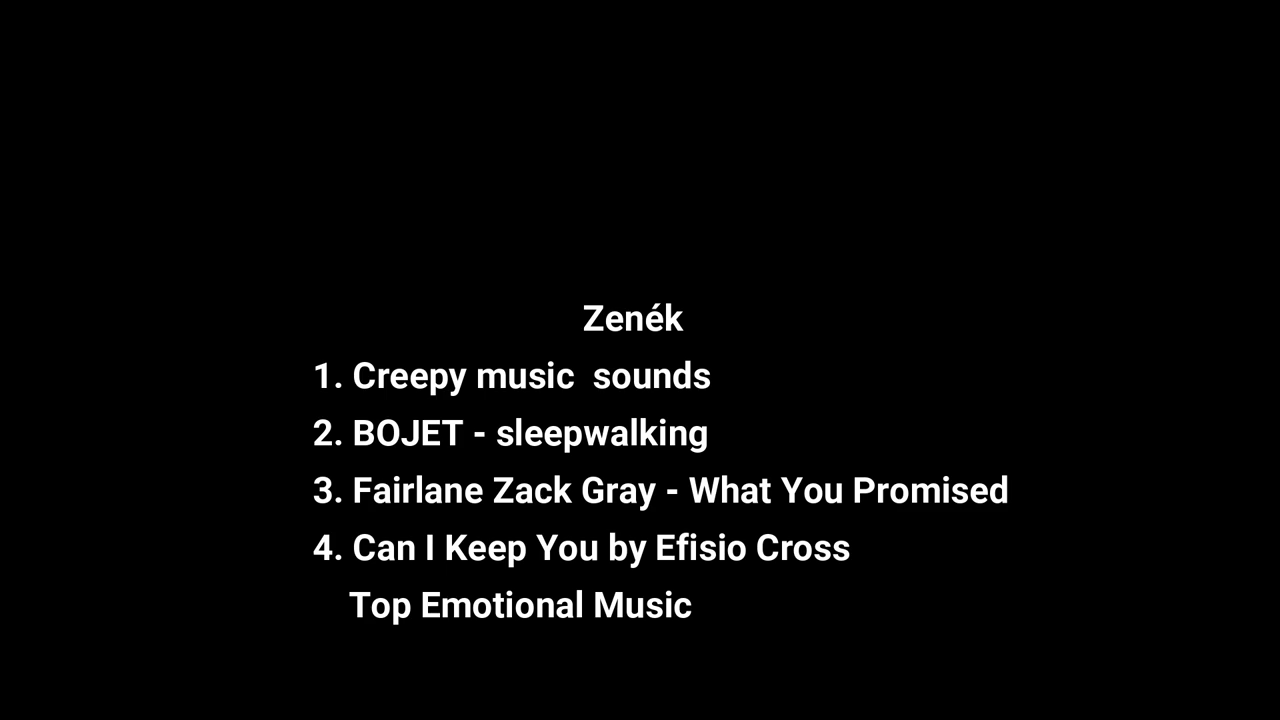 Zenék
1. Creepy music  sounds
2. BOJET - sleepwalking
3. Fairlane Zack Gray - What You Promised
4. Can I Keep You by Efisio Cross
Top Emotional Music